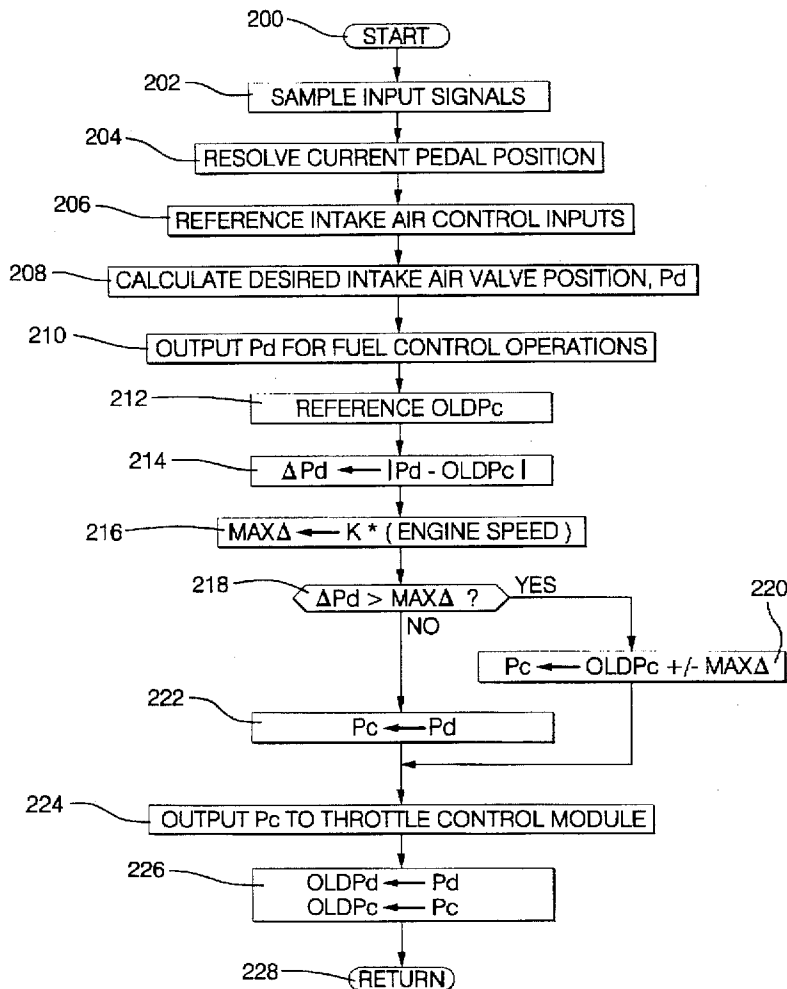 200
START
202
SAMPLE INPUT SIGNALS
204
RESOLVE CURRENT PEDAL POSITION
206
REFERENCE INTAKE AIR CONTROL INPUTS
208
CALCULATE DESIRED INTAKE AIR VALVE POSITION, Pd
210
OUTPUT Pd FOR FUEL CONTROL OPERATIONS
212
REFERENCE OLDPc
214
ΔPd ← |Pd - OLDPc|
216
MAXΔ ← K * ( ENGINE SPEED )
218
ΔPd > MAXΔ ?
YES
NO
220
Pc ← OLDPc +/- MAXΔ
222
Pc ← Pd
224
OUTPUT Pc TO THROTTLE CONTROL MODULE
226
OLDPd ← Pd
OLDPc ← Pc
228
RETURN